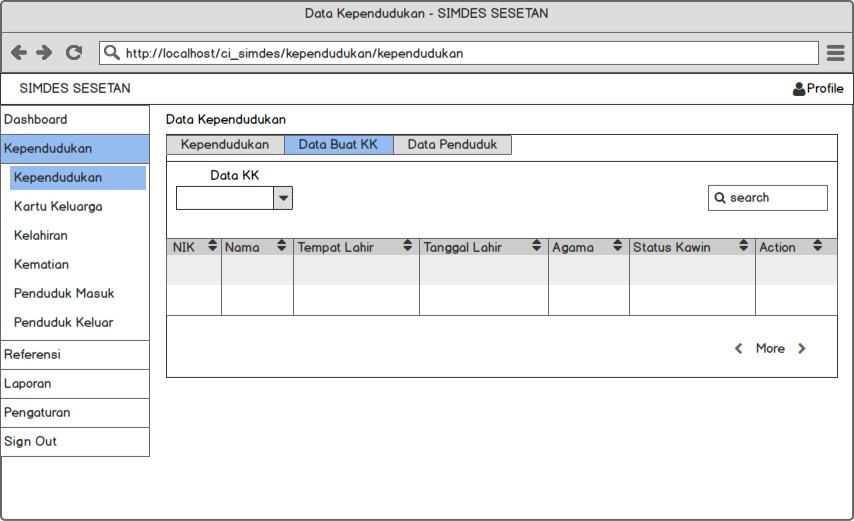 Data Kependudukan - SIMDES SESETAN
http://localhost/ci_simdes/kependudukan/kependudukan
SIMDES SESETAN
Profile
Dashboard
Kependudukan
Kependudukan
Kartu Keluarga
Kelahiran
Kematian
Penduduk Masuk
Penduduk Keluar
Referensi
Laporan
Pengaturan
Sign Out
Data Kependudukan
Kependudukan Data Buat KK Data Penduduk
Data KK
search
NIK Nama Tempat Lahir Tanggal Lahir Agama Status Kawin Action
More